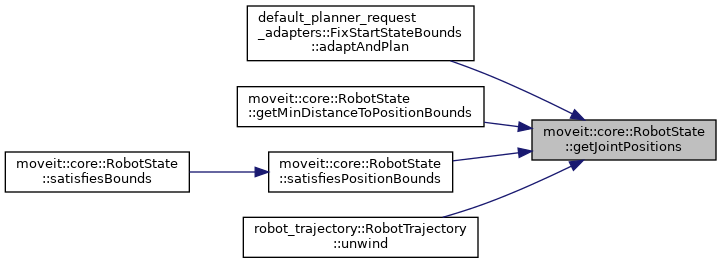 default_planner_request
_adapters::FixStartStateBounds
::adaptAndPlan
moveit::core::RobotState
::getMinDistanceToPositionBounds
moveit::core::RobotState
::getJointPositions
moveit::core::RobotState
::satisfiesBounds
moveit::core::RobotState
::satisfiesPositionBounds
robot_trajectory::RobotTrajectory
::unwind